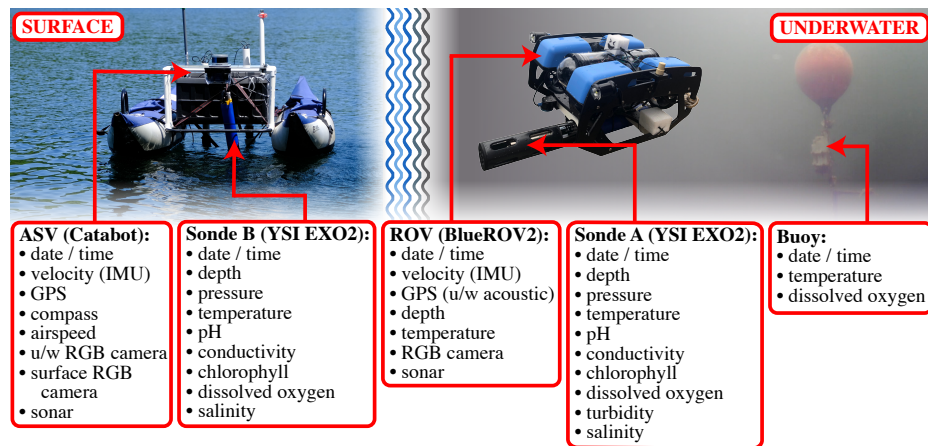 SURFACE
UNDERWATER
ASV (Catabot):
• date / time
• velocity (IMU)
• GPS
• compass
• airspeed
• u/w RGB camera
• surface RGB
camera
• sonar
Sonde B (YSI EXO2):
• date / time
• depth
• pressure
• temperature
• pH
• conductivity
• chlorophyll
• dissolved oxygen
• salinity
ROV (BlueROV2):
• date / time
• velocity (IMU)
• GPS (u/w acoustic)
• depth
• temperature
• RGB camera
• sonar
Sonde A (YSI EXO2):
• date / time
• depth
• pressure
• temperature
• pH
• conductivity
• chlorophyll
• dissolved oxygen
• turbidity
• salinity
Buoy:
• date / time
• temperature
• dissolved oxygen